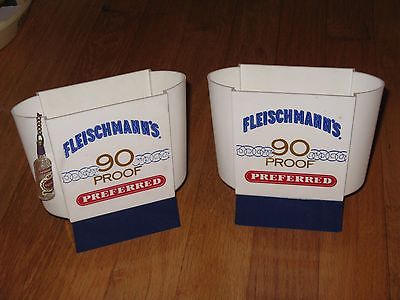 FLEISCHMANN'S
90
PROOF
PREFERRED
FLEISCHMANN'S
90
PROOF
PREFERRED